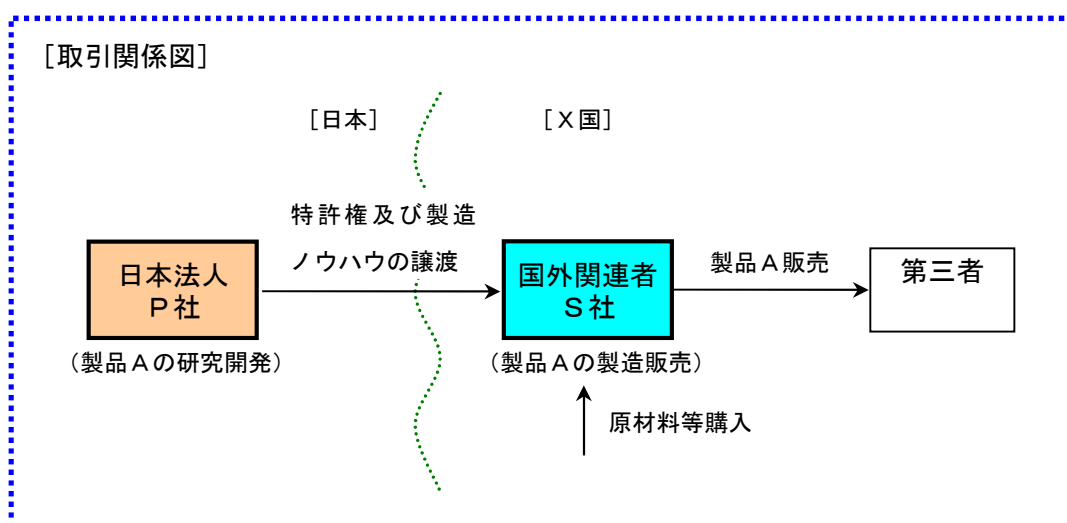 ［取引関係図］
［日本］
［Ｘ国］
特許権及び製造
ノウハウの譲渡
日本法人
Ｐ社
（製品Ａの研究開発）
国外関連者
Ｓ社
（製品Ａの製造販売）
製品Ａ販売
第三者
原材料等購入